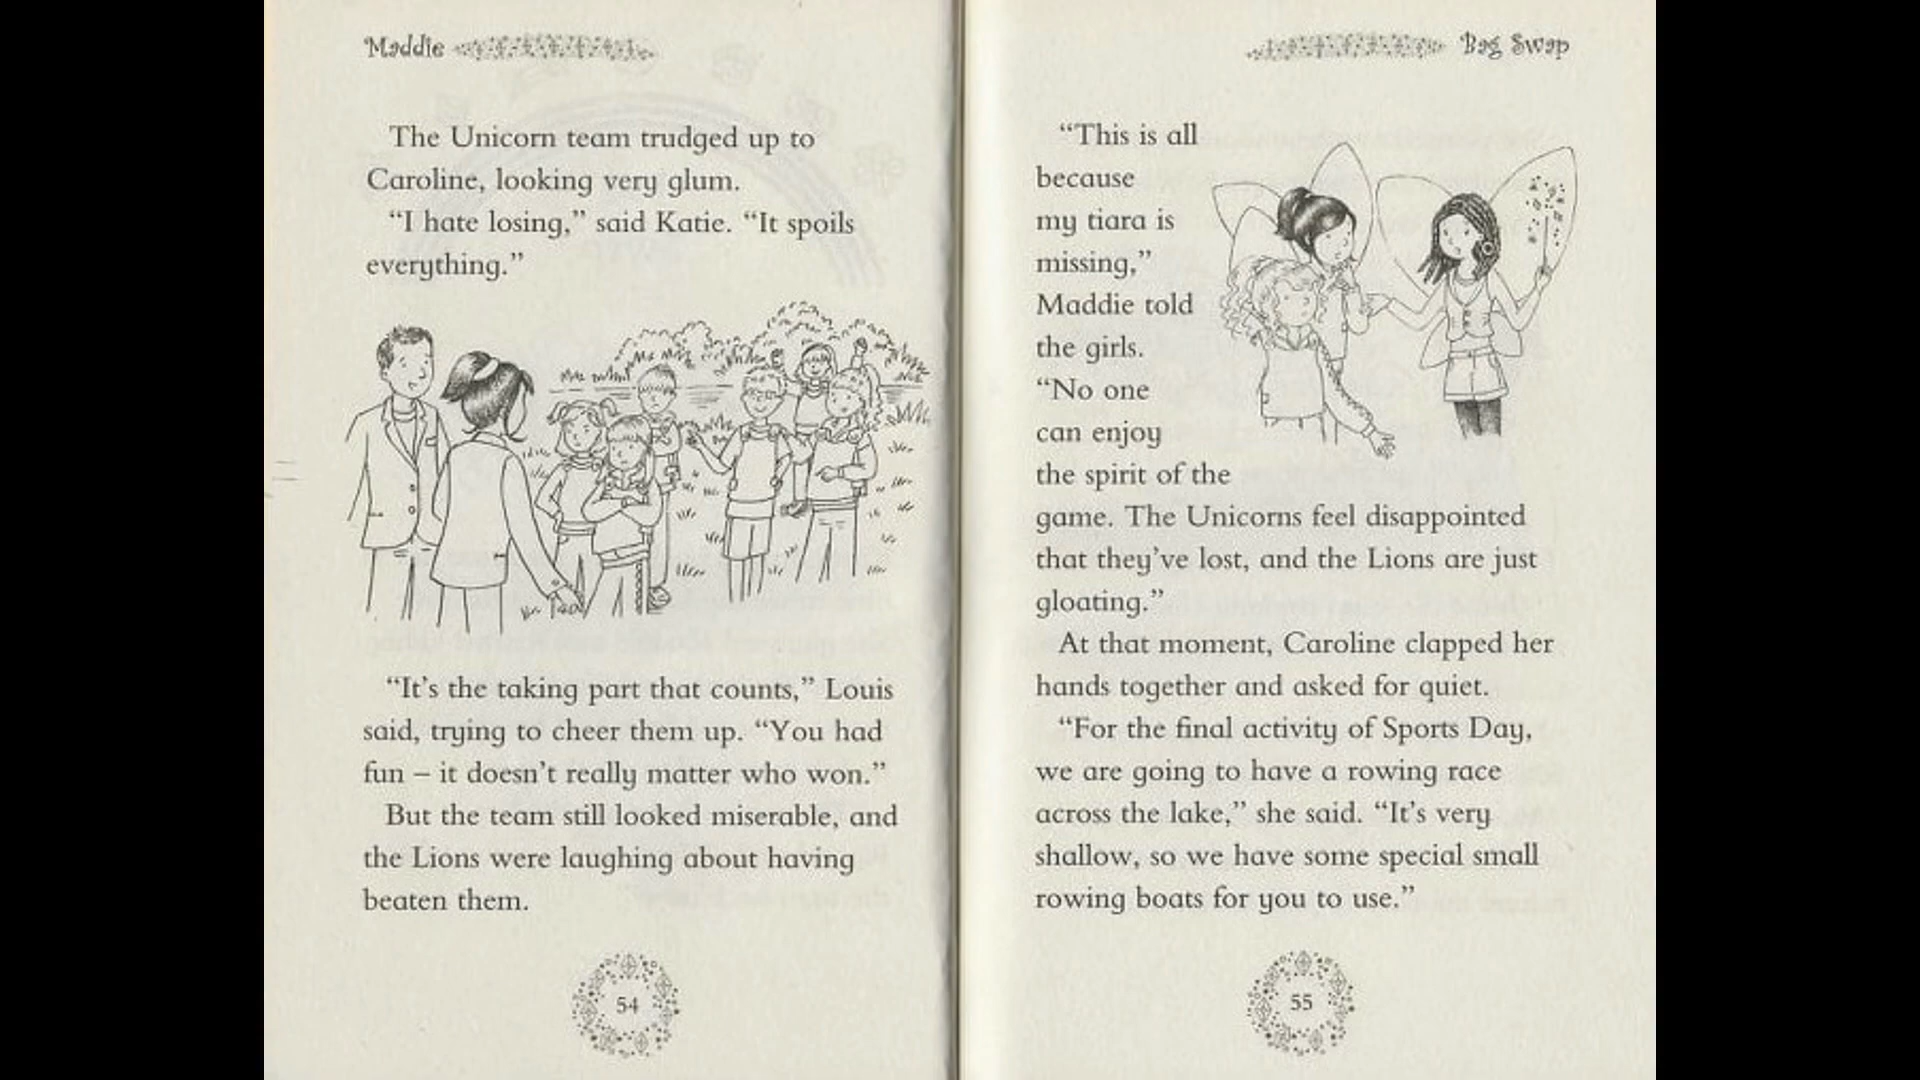 Maddie
The Unicorn team trudged up to
Caroline, looking very glum.
“I hate losing,” said Katie. “It spoils
everything.”
“It’s the taking part that counts,” Louis
said, trying to cheer them up. “You had
fun – it doesn’t really matter who won.”
But the team still looked miserable, and
the Lions were laughing about having
beaten them.
54
Bag Swap
“This is all
because
my tiara is
missing,”
Maddie told
the girls.
“No one
can enjoy
the spirit of the
game. The Unicorns feel disappointed
that they’ve lost, and the Lions are just
gloating.”
At that moment, Caroline clapped her
hands together and asked for quiet.
“For the final activity of Sports Day,
we are going to have a rowing race
across the lake,” she said. “It’s very
shallow, so we have some special small
rowing boats for you to use.”
55